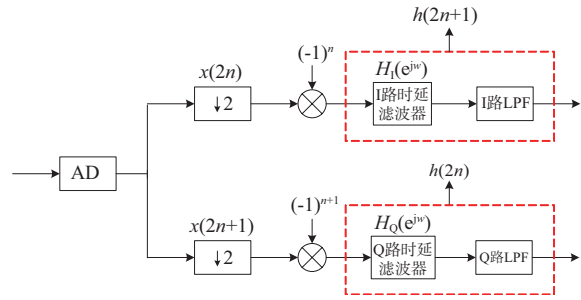 h(2n+1)
(-1)ⁿ
x(2n)
H_I(e^{jw})
↓2
I路时延
滤波器
I路LPF
AD
h(2n)
(-1)ⁿ⁺¹
x(2n+1)
H_Q(e^{jw})
↓2
Q路时延
滤波器
Q路LPF